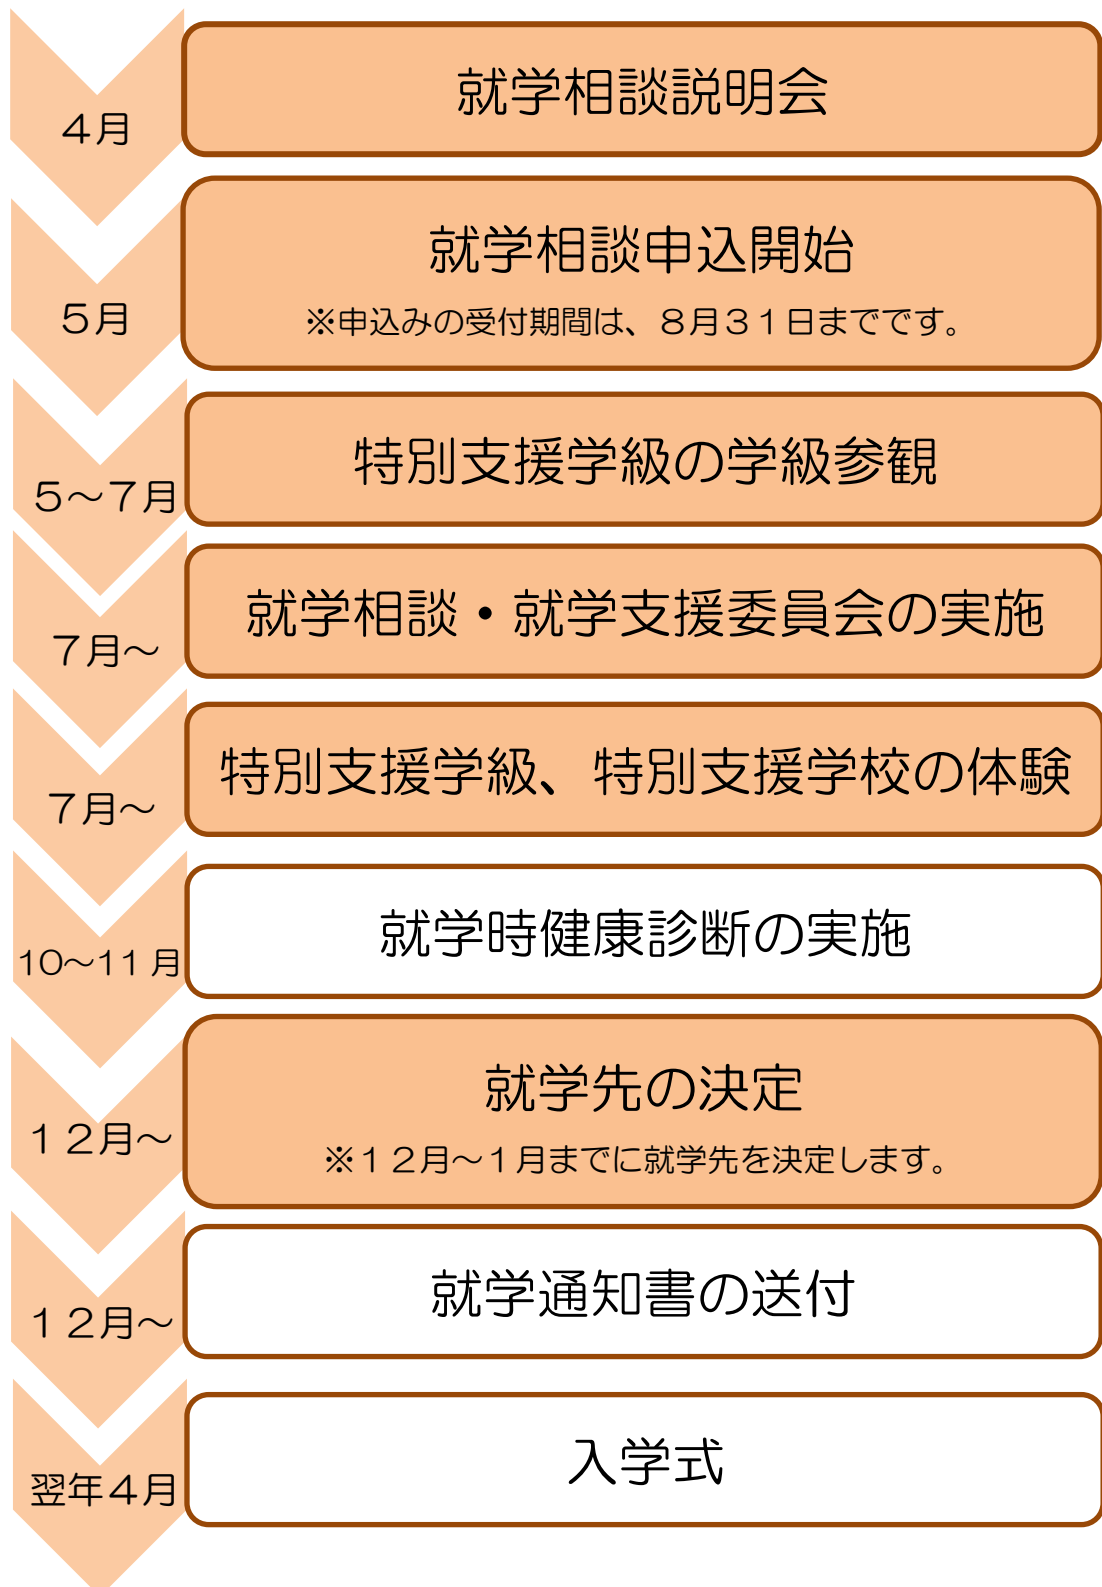 4月
就学相談説明会
5月
就学相談申込開始
※申込みの受付期間は、8月31日までです。
5~7月
特別支援学級の学級参観
7月~
就学相談・就学支援委員会の実施
7月~
特別支援学級、特別支援学校の体験
10~11月
就学時健康診断の実施
12月~
就学先の決定
※12月~1月までに就学先を決定します。
12月~
就学通知書の送付
翌年4月
入学式